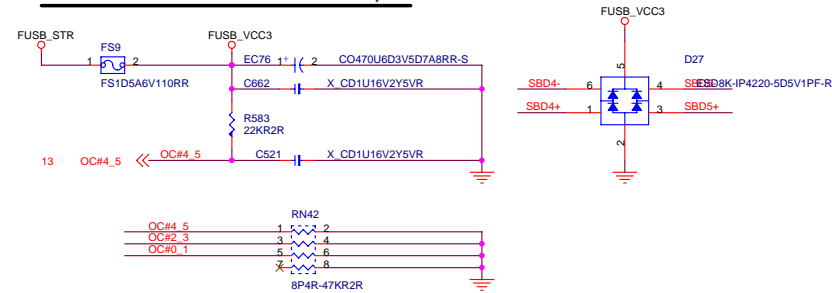 FUSB_STR
FS9
1
2
FS1D5A6V110RR
FUSB_VCC3
EC76
1
+
2
CO470U6D3V5D7A8RR-S
C662
X_CD1U16V2Y5VR
R583
22KR2R
13
OC#4_5
OC#4_5
C521
X_CD1U16V2Y5VR
FUSB_VCC3
D27
5
SBD4-
6
4
ESD8K-IP4220-5D5V1PF-R
SBD4+
1
3
SBD5+
2
RN42
OC#4_5
1
2
OC#2_3
3
4
OC#0_1
5
6
7
8
8P4R-47KR2R